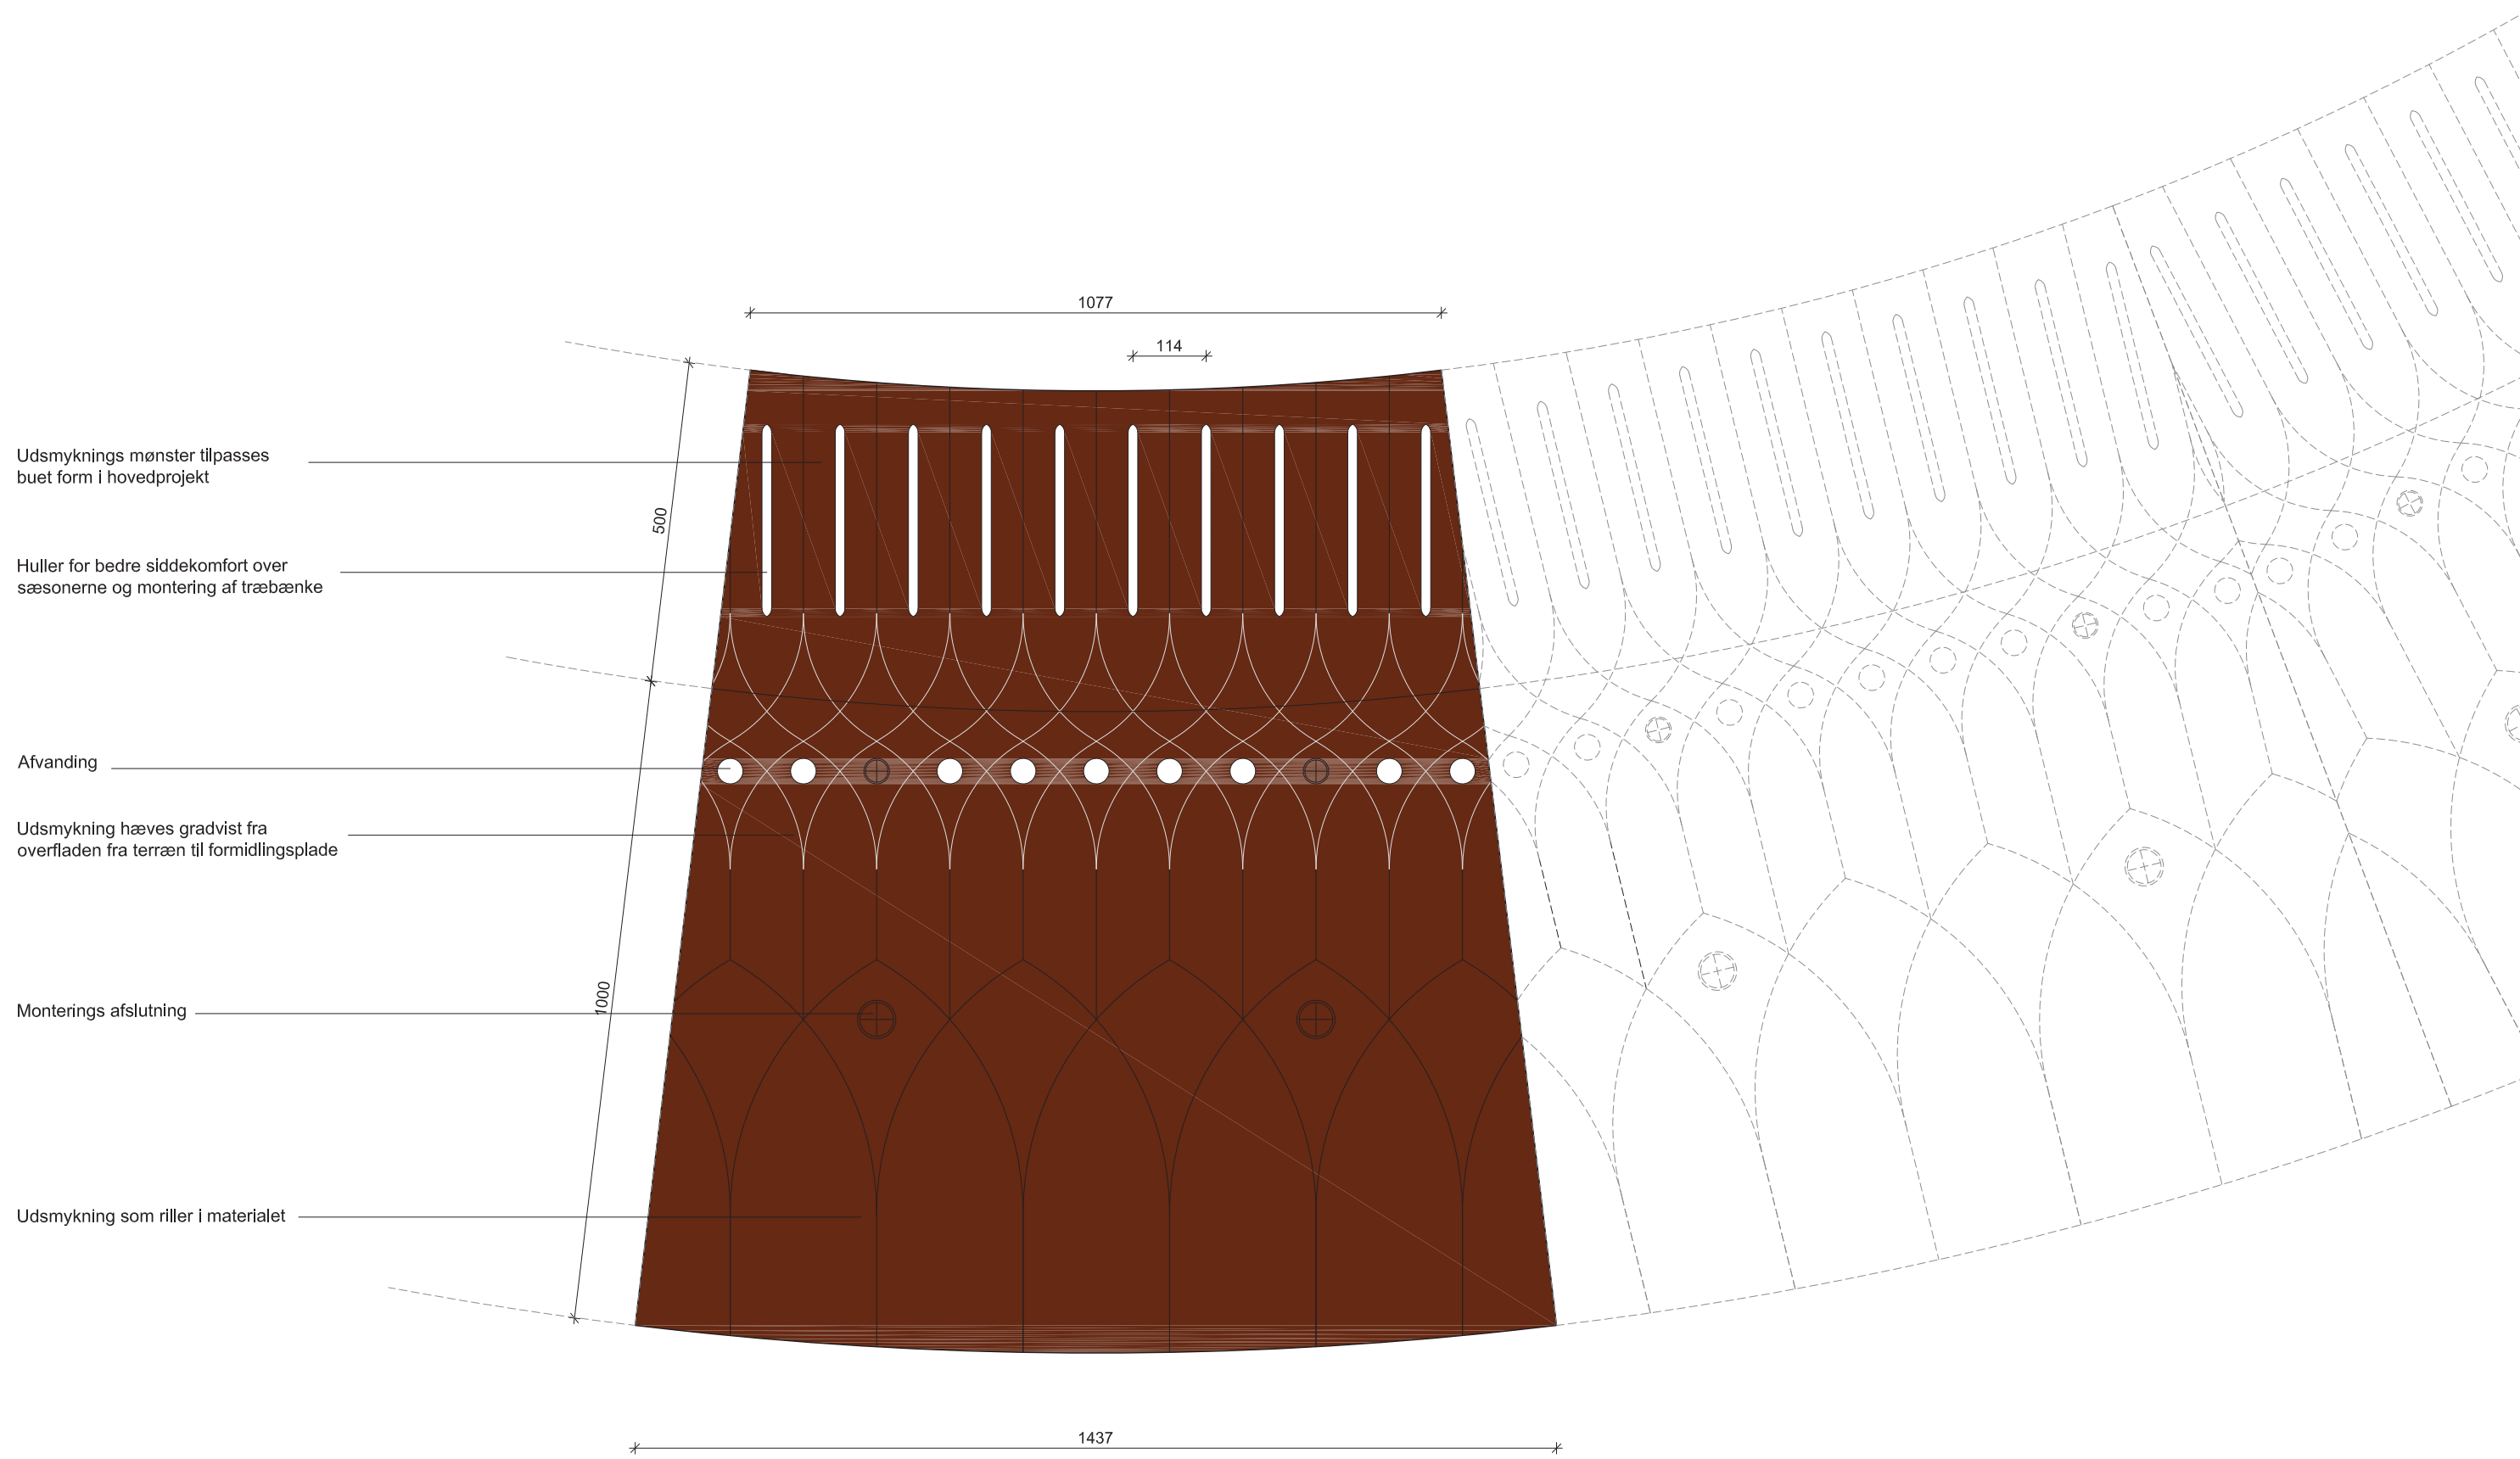 1077
114
Udsmyknings mønster tilpasses
buet form i hovedprojekt
500
Huller for bedre siddekomfort over
sæsonerne og montering af træbænke
Afvanding
Udsmykning hæves gradvist fra
overfladen fra terræn til formidlingsplade
1000
Monterings afslutning
Udsmykning som riller i materialet
1437